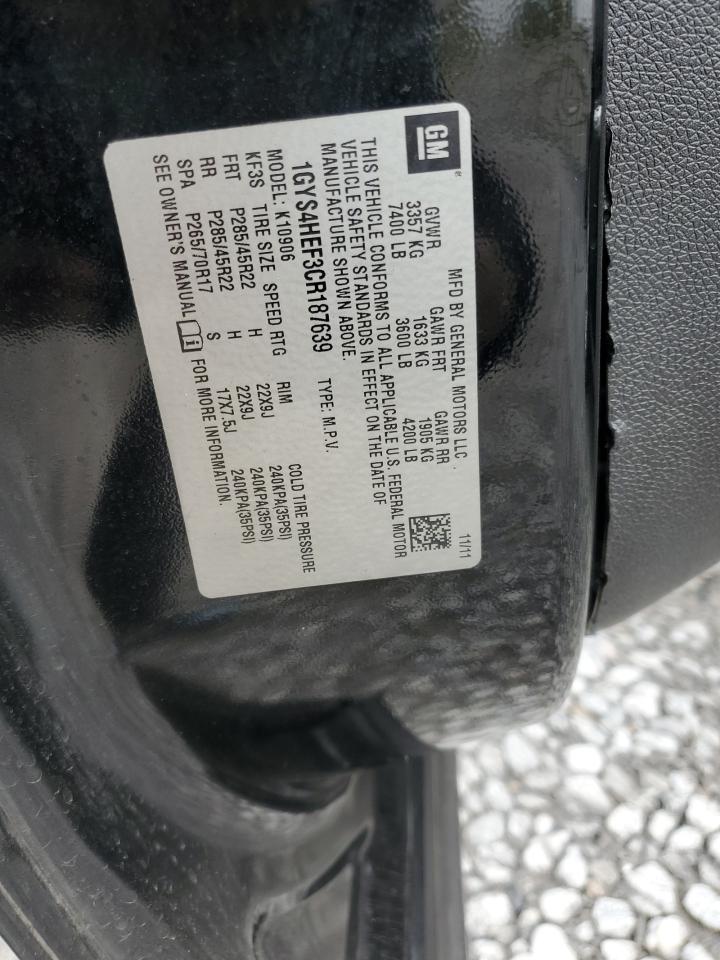 GM
MFD BY GENERAL MOTORS LLC 11/11
GVWR GAWR FRT GAWR RR
3357 KG 1633 KG 1905 KG
7400 LB 3600 LB 4200 LB
THIS VEHICLE CONFORMS TO ALL APPLICABLE U.S. FEDERAL MOTOR
VEHICLE SAFETY STANDARDS IN EFFECT ON THE DATE OF
MANUFACTURE SHOWN ABOVE.
1GYS4HEF3CR187639 TYPE: M.P.V.
MODEL: K10906
KF3S TIRE SIZE SPEED RTG RIM COLD TIRE PRESSURE
FRT P285/45R22 H 22X9J 240KPA(35PSI)
RR P285/45R22 H 22X9J 240KPA(35PSI)
SPA P265/70R17 S 17X7.5J 240KPA(35PSI)
SEE OWNER'S MANUAL i FOR MORE INFORMATION.